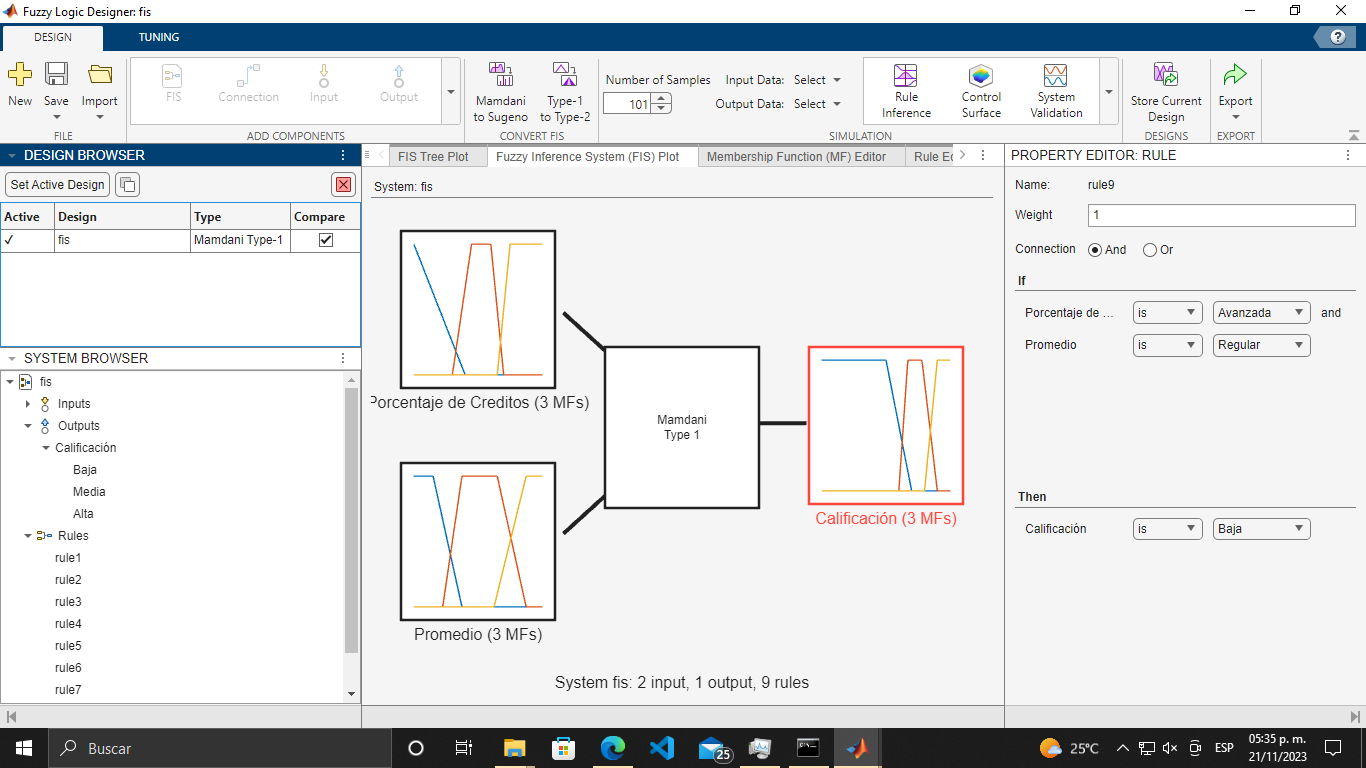 Fuzzy Logic Designer: fis
DESIGN
TUNING
New
Save
Import
FILE
FIS
Connection
Input
Output
ADD COMPONENTS
Mamdani
to Sugeno
Type-1
to Type-2
CONVERT FIS
Number of Samples
101
Input Data: Select
Output Data: Select
Rule
Inference
Control
Surface
System
Validation
SIMULATION
Store Current
Design
DESIGNS
Export
EXPORT
DESIGN BROWSER
Set Active Design
Active Design Type Compare
fis Mamdani Type-1
SYSTEM BROWSER
fis
Inputs
Outputs
Calificación
Baja
Media
Alta
Rules
rule1
rule2
rule3
rule4
rule5
rule6
rule7
FIS Tree Plot
Fuzzy Inference System (FIS) Plot
Membership Function (MF) Editor
Rule Ec
System: fis
Porcentaje de Creditos (3 MFs)
Promedio (3 MFs)
Mamdani
Type 1
Calificación (3 MFs)
System fis: 2 input, 1 output, 9 rules
PROPERTY EDITOR: RULE
Name: rule9
Weight 1
Connection And Or
If
Porcentaje de ... is Avanzada and
Promedio is Regular
Then
Calificación is Baja
Buscar
25
25°C
ESP
05:35 p. m.
21/11/2023